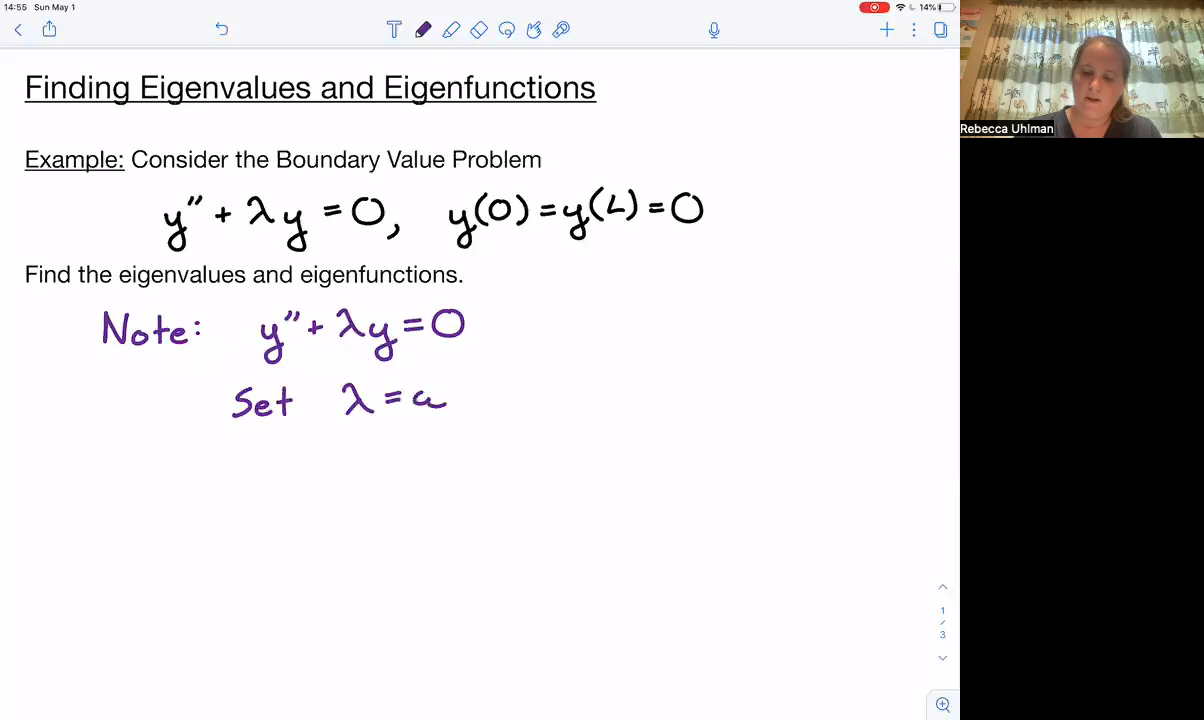 14:55 Sun May 1
14%
Finding Eigenvalues and Eigenfunctions
Example: Consider the Boundary Value Problem
y" + λy = 0, y(0) = y(L) = 0
Find the eigenvalues and eigenfunctions.
Note: y" + λy = 0
Set λ = a
1
/
3
Rebecca Uhlman